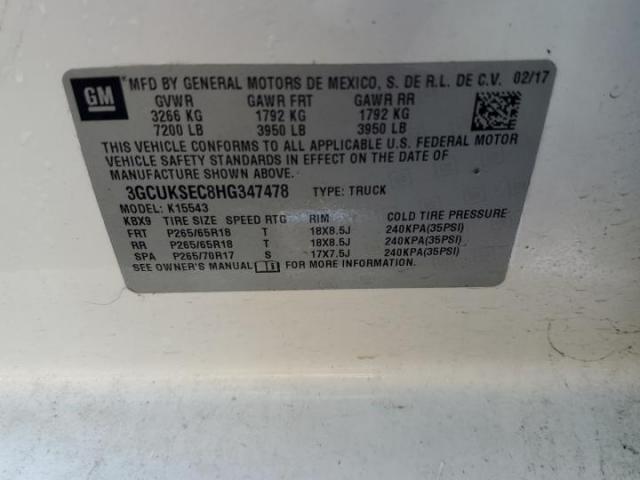 GM
*MFD BY GENERAL MOTORS DE MEXICO, S. DE R.L. DE C.V. 02/17
GVWR GAWR FRT GAWR RR
3266 KG 1792 KG 1792 KG
7200 LB 3950 LB 3950 LB
THIS VEHICLE CONFORMS TO ALL APPLICABLE U.S. FEDERAL MOTOR
VEHICLE SAFETY STANDARDS IN EFFECT ON THE DATE OF
MANUFACTURE SHOWN ABOVE.
3GCUKSEC8HG347478 TYPE: TRUCK
MODEL: K15543
KBX9 TIRE SIZE SPEED RTG RIM COLD TIRE PRESSURE
FRT P265/65R18 T 18X8.5J 240KPA(35PSI)
RR P265/65R18 T 18X8.5J 240KPA(35PSI)
SPA P265/70R17 S 17X7.5J 240KPA(35PSI)
SEE OWNER'S MANUAL FOR MORE INFORMATION.